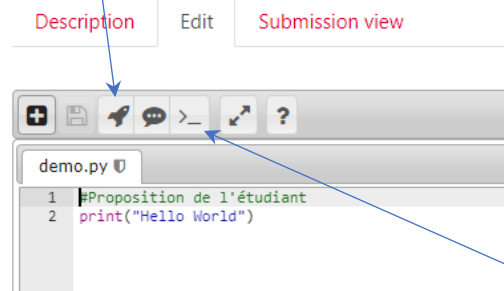 Description Edit Submission view
>_ ?
demo.py
1 #Proposition de l'étudiant
2 print("Hello World")